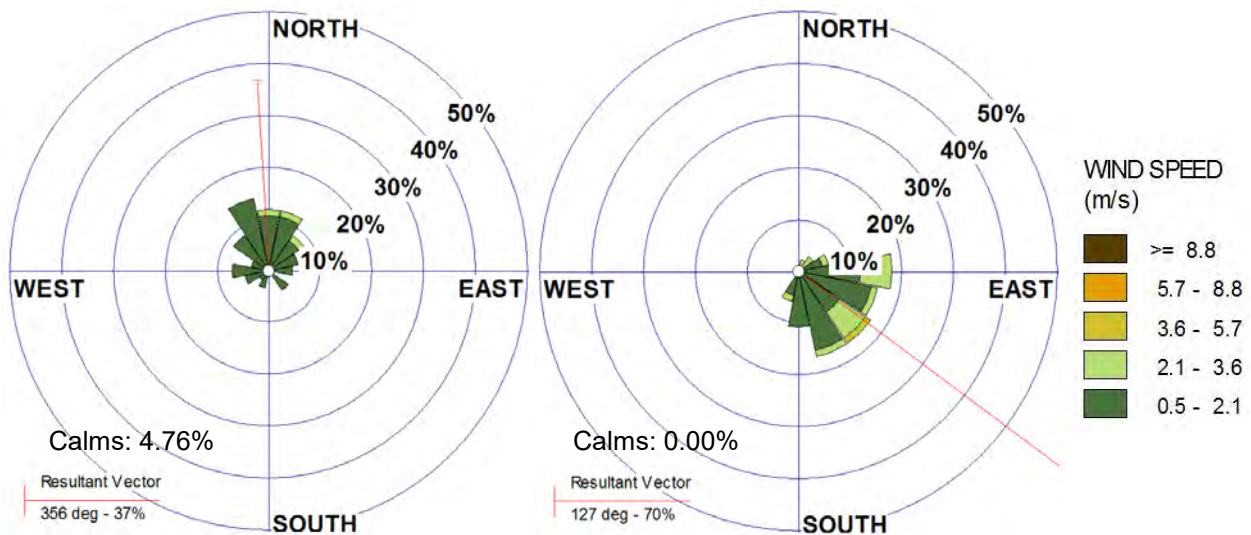 NORTH
50%
40%
30%
20%
10%
WEST
EAST
Calms: 4.76%
Resultant Vector
356 deg - 37%
SOUTH
NORTH
50%
40%
30%
20%
10%
WEST
EAST
Calms: 0.00%
Resultant Vector
127 deg - 70%
SOUTH
WIND SPEED
(m/s)
>= 8.8
5.7 - 8.8
3.6 - 5.7
2.1 - 3.6
0.5 - 2.1